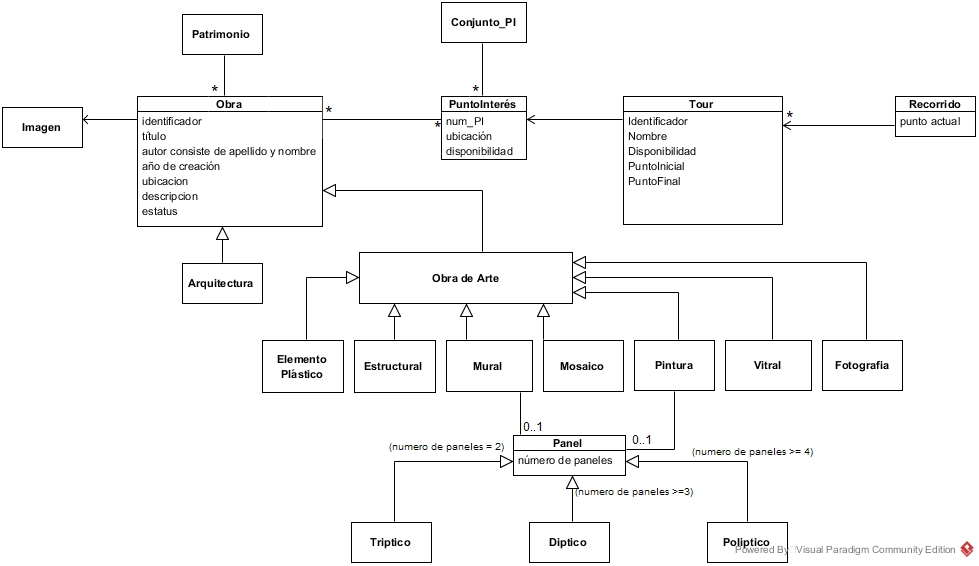 Patrimonio
Conjunto_PI
*
*
Imagen
Obra
identificador
título
autor consiste de apellido y nombre
año de creación
ubicacion
descripcion
estatus
*
*
PuntoInterés
num_PI
ubicación
disponibilidad
Tour
Identificador
Nombre
Disponibilidad
PuntoInicial
PuntoFinal
*
Recorrido
punto actual
Arquitectura
Obra de Arte
Elemento
Plástico
Estructural
Mural
Mosaico
Pintura
Vitral
Fotografia
0..1
0..1
Panel
número de paneles
(numero de paneles = 2)
(numero de paneles >= 4)
(numero de paneles >=3)
Triptico
Diptico
Poliptico
Powered By Visual Paradigm Community Edition